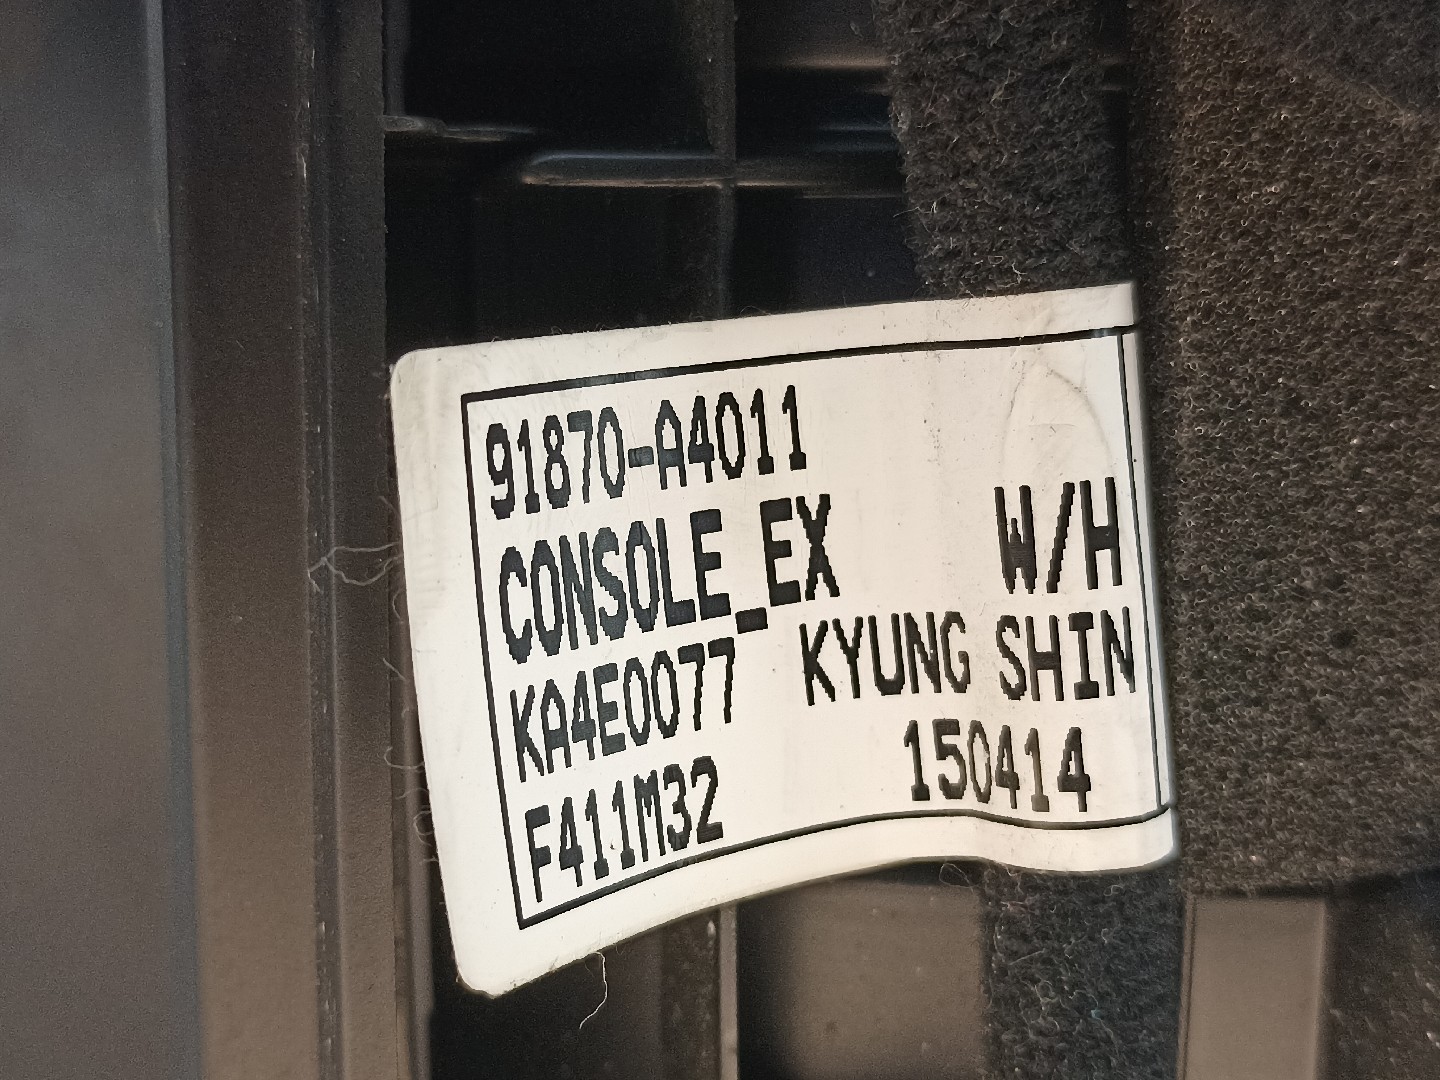 91870-A4011
CONSOLE_EX W/H
KA4E0077 KYUNG SHIN
F411M32 150414